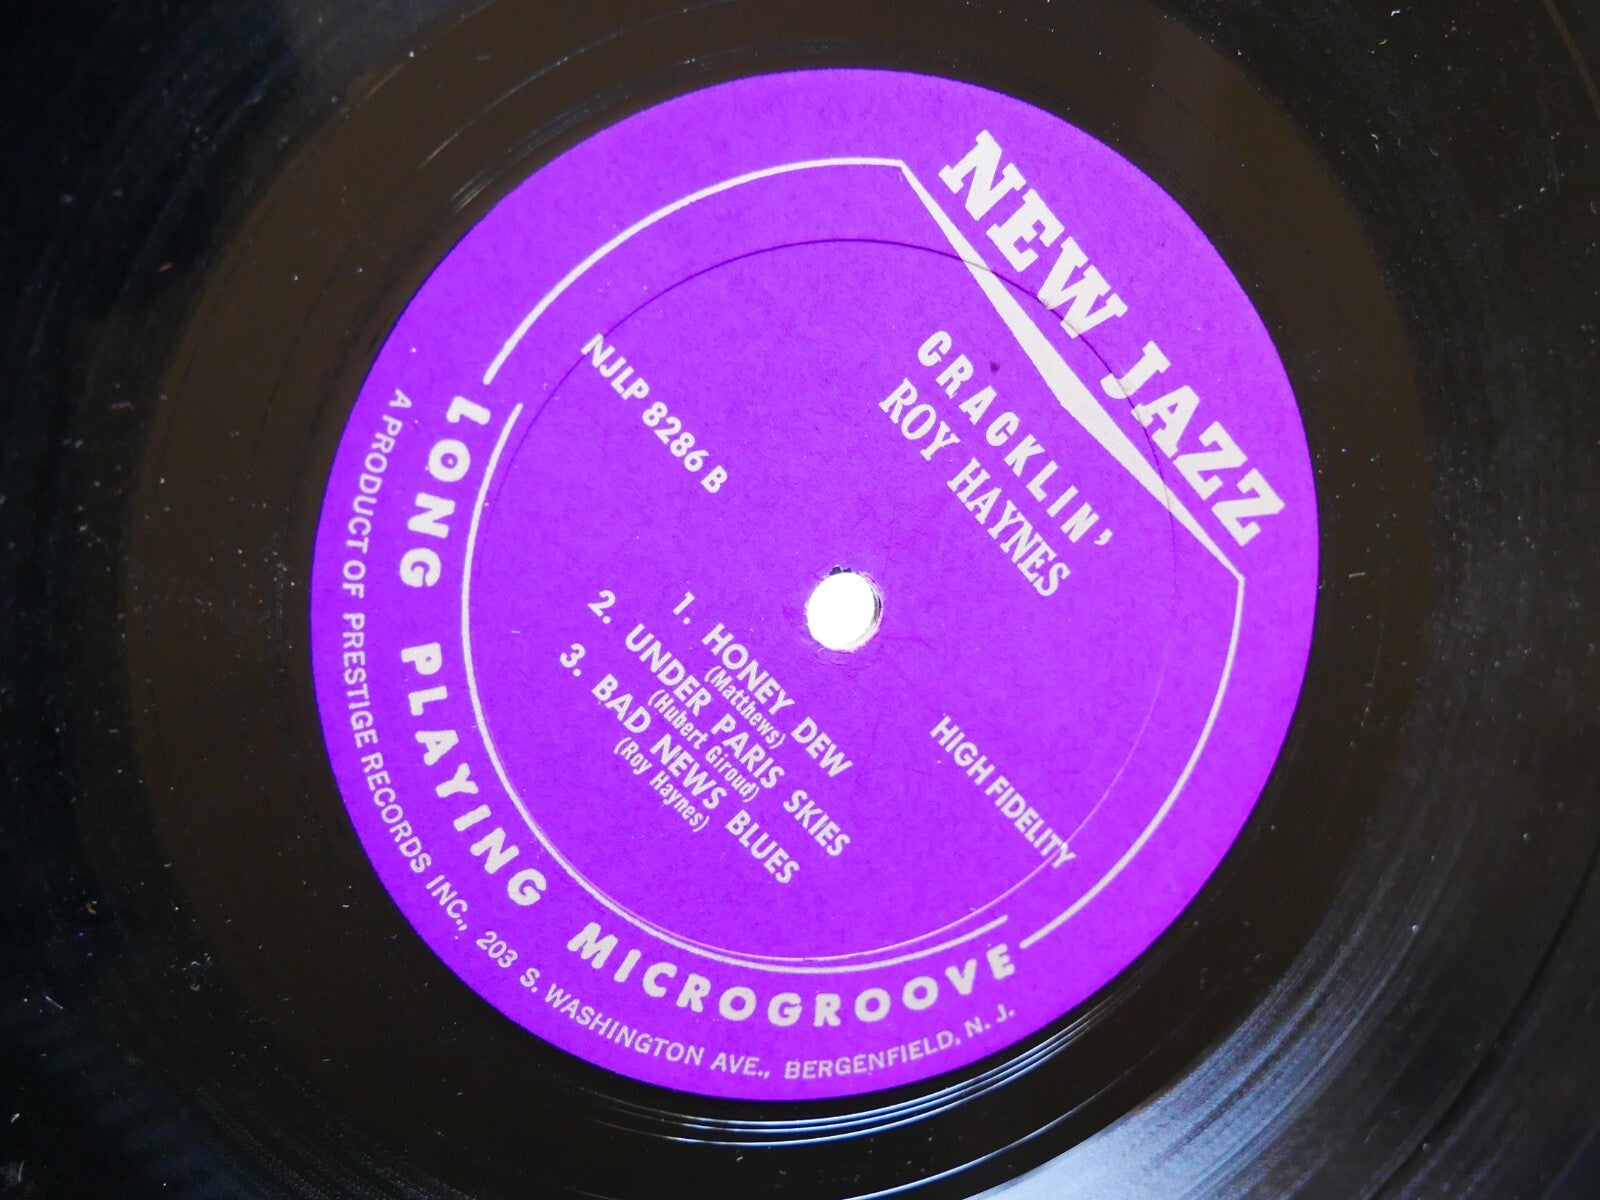 NEW JAZZ
CRACKLIN'
ROY HAYNES
NJLP 8286 B
HIGH FIDELITY
1. HONEY DEW
(Matthews)
2. UNDER PARIS SKIES
(Hubert Giroud)
3. BAD NEWS BLUES
(Roy Haynes)
LONG PLAYING MICROGROOVE
A PRODUCT OF PRESTIGE RECORDS INC., 203 S. WASHINGTON AVE., BERGENFIELD, N. J.